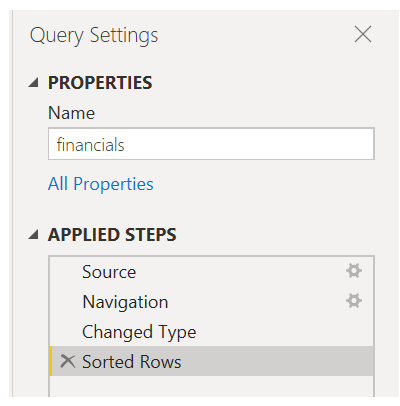 Query Settings
PROPERTIES
Name
financials
All Properties
APPLIED STEPS
Source
Navigation
Changed Type
Sorted Rows